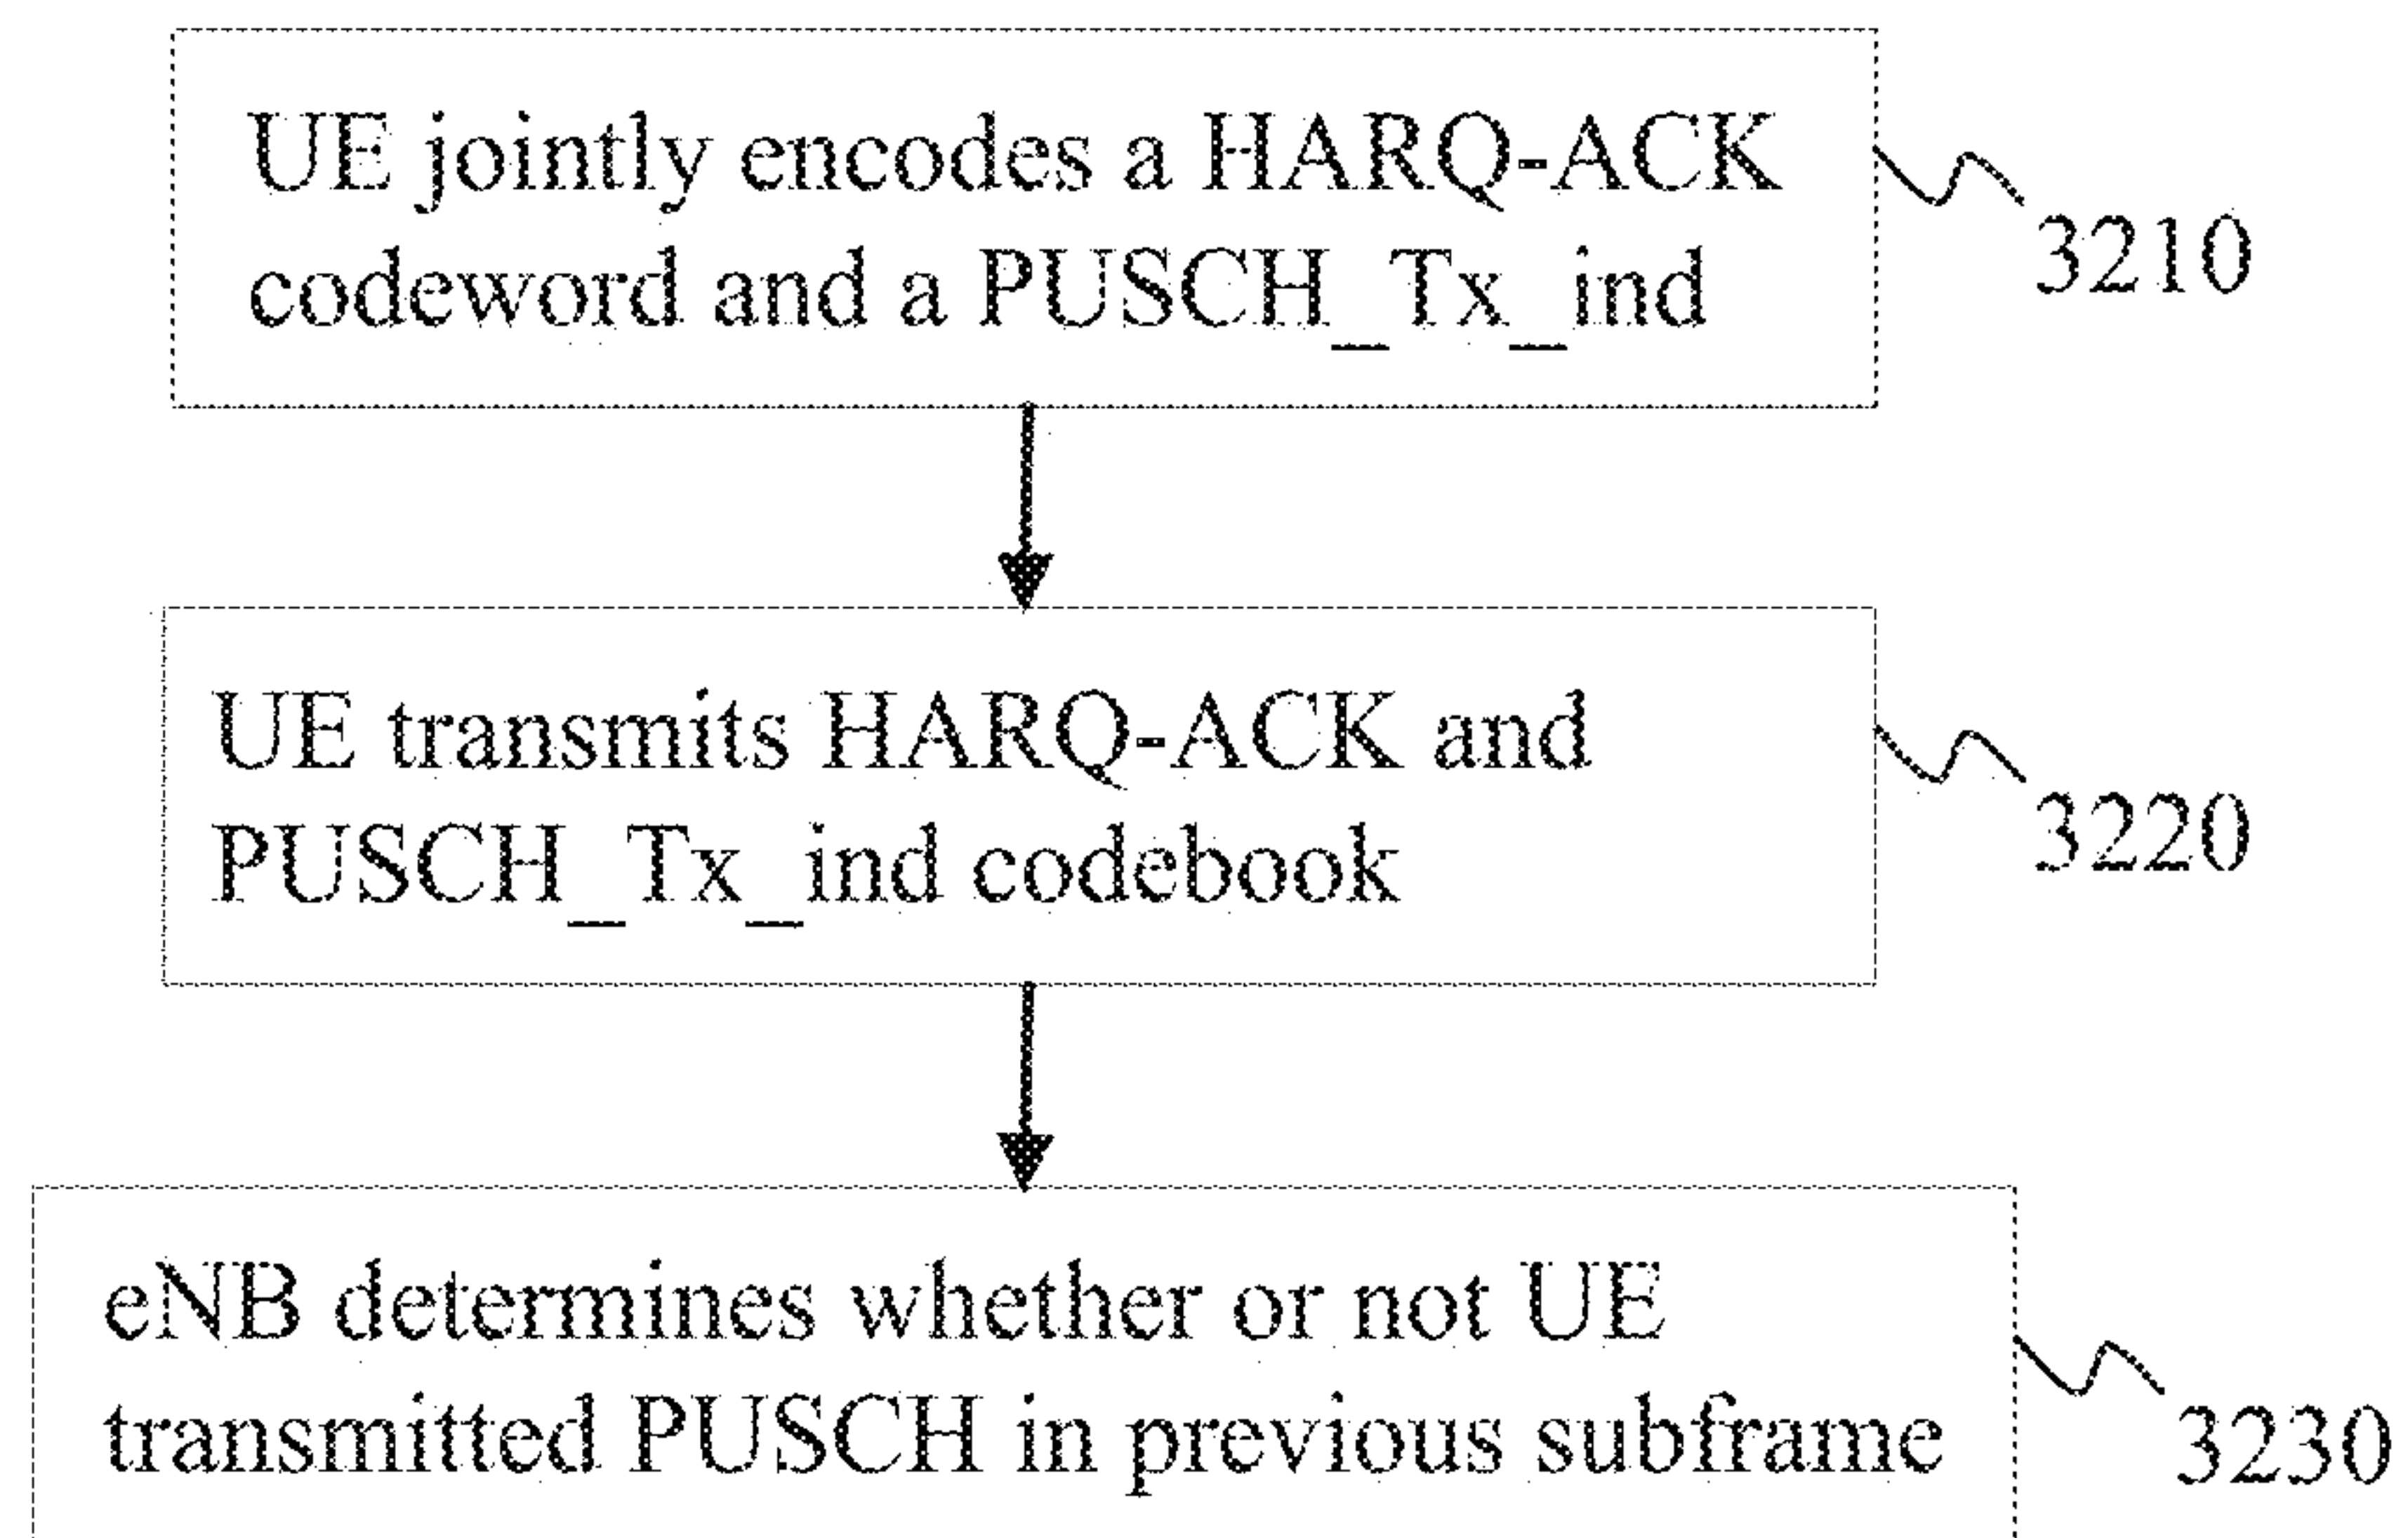 UE jointly encodes a HARQ-ACK
codeword and a PUSCH_Tx_ind
3210
UE transmits HARQ-ACK and
PUSCH_Tx_ind codebook
3220
eNB determines whether or not UE
transmitted PUSCH in previous subframe
3230